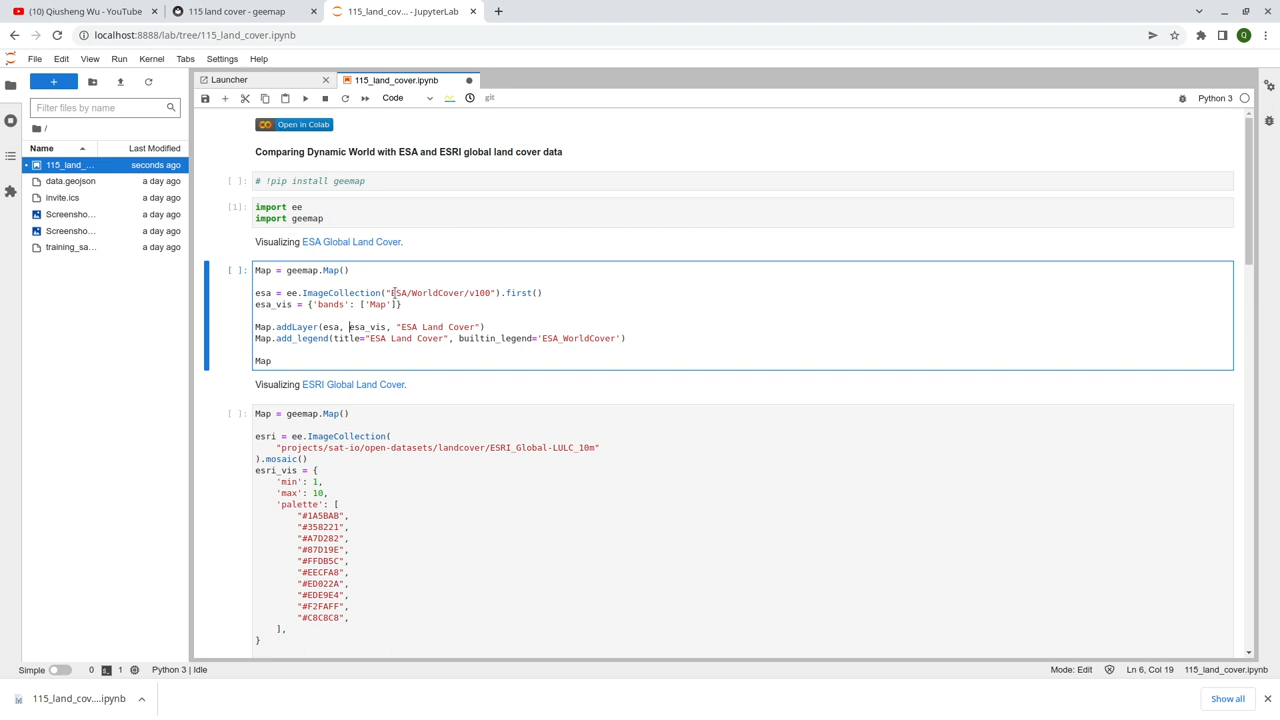 (10) Qiusheng Wu - YouTube
115 land cover - geemap
115_land_cov... - JupyterLab
localhost:8888/lab/tree/115_land_cover.ipynb
Q
File Edit View Run Kernel Tabs Settings Help
Launcher
115_land_cover.ipynb
Code
git
Python 3
Filter files by name
/
Name Last Modified
115_land_... seconds ago
data.geojson a day ago
invite.ics a day ago
Screensho... a day ago
Screensho... a day ago
training_sa... a day ago
Open in Colab
Comparing Dynamic World with ESA and ESRI global land cover data
[ ]: # !pip install geemap
[1]: import ee
import geemap
Visualizing ESA Global Land Cover.
[ ]: Map = geemap.Map()
esa = ee.ImageCollection("ESA/WorldCover/v100").first()
esa_vis = {'bands': ['Map']}
Map.addLayer(esa, esa_vis, "ESA Land Cover")
Map.add_legend(title="ESA Land Cover", builtin_legend='ESA_WorldCover')
Map
Visualizing ESRI Global Land Cover.
[ ]: Map = geemap.Map()
esri = ee.ImageCollection(
"projects/sat-io/open-datasets/landcover/ESRI_Global-LULC_10m"
).mosaic()
esri_vis = {
'min': 1,
'max': 10,
'palette': [
"#1A5BAB",
"#358221",
"#A7D282",
"#87D19E",
"#FFDB5C",
"#EECFA8",
"#ED022A",
"#EDE9E4",
"#F2FAFF",
"#C8C8C8",
],
}
Simple 0 1 Python 3 | Idle
Mode: Edit Ln 6, Col 19 115_land_cover.ipynb
115_land_cov....ipynb
Show all